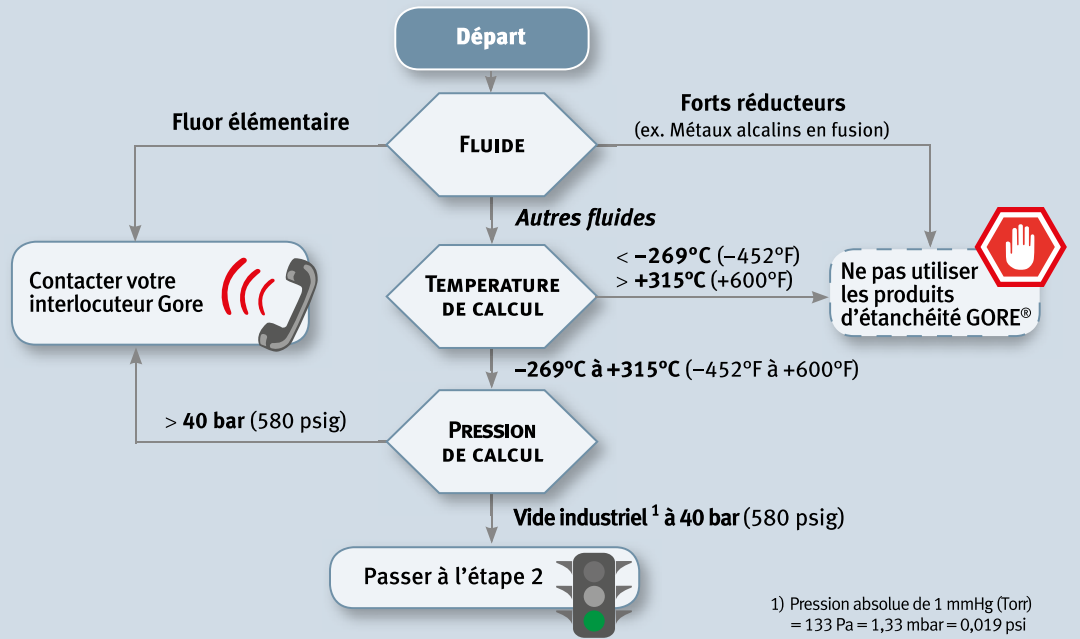 Départ
Fluor élémentaire
Forts réducteurs
(ex. Métaux alcalins en fusion)
FLUIDE
Autres fluides
Contacter votre
interlocuteur Gore
TEMPERATURE
DE CALCUL
< –269°C (–452°F)
> +315°C (+600°F)
Ne pas utiliser
les produits
d’étanchéité GORE®
–269°C à +315°C (–452°F à +600°F)
> 40 bar (580 psig)
PRESSION
DE CALCUL
Vide industriel ¹ à 40 bar (580 psig)
Passer à l’étape 2
1) Pression absolue de 1 mmHg (Torr)
= 133 Pa = 1,33 mbar = 0,019 psi